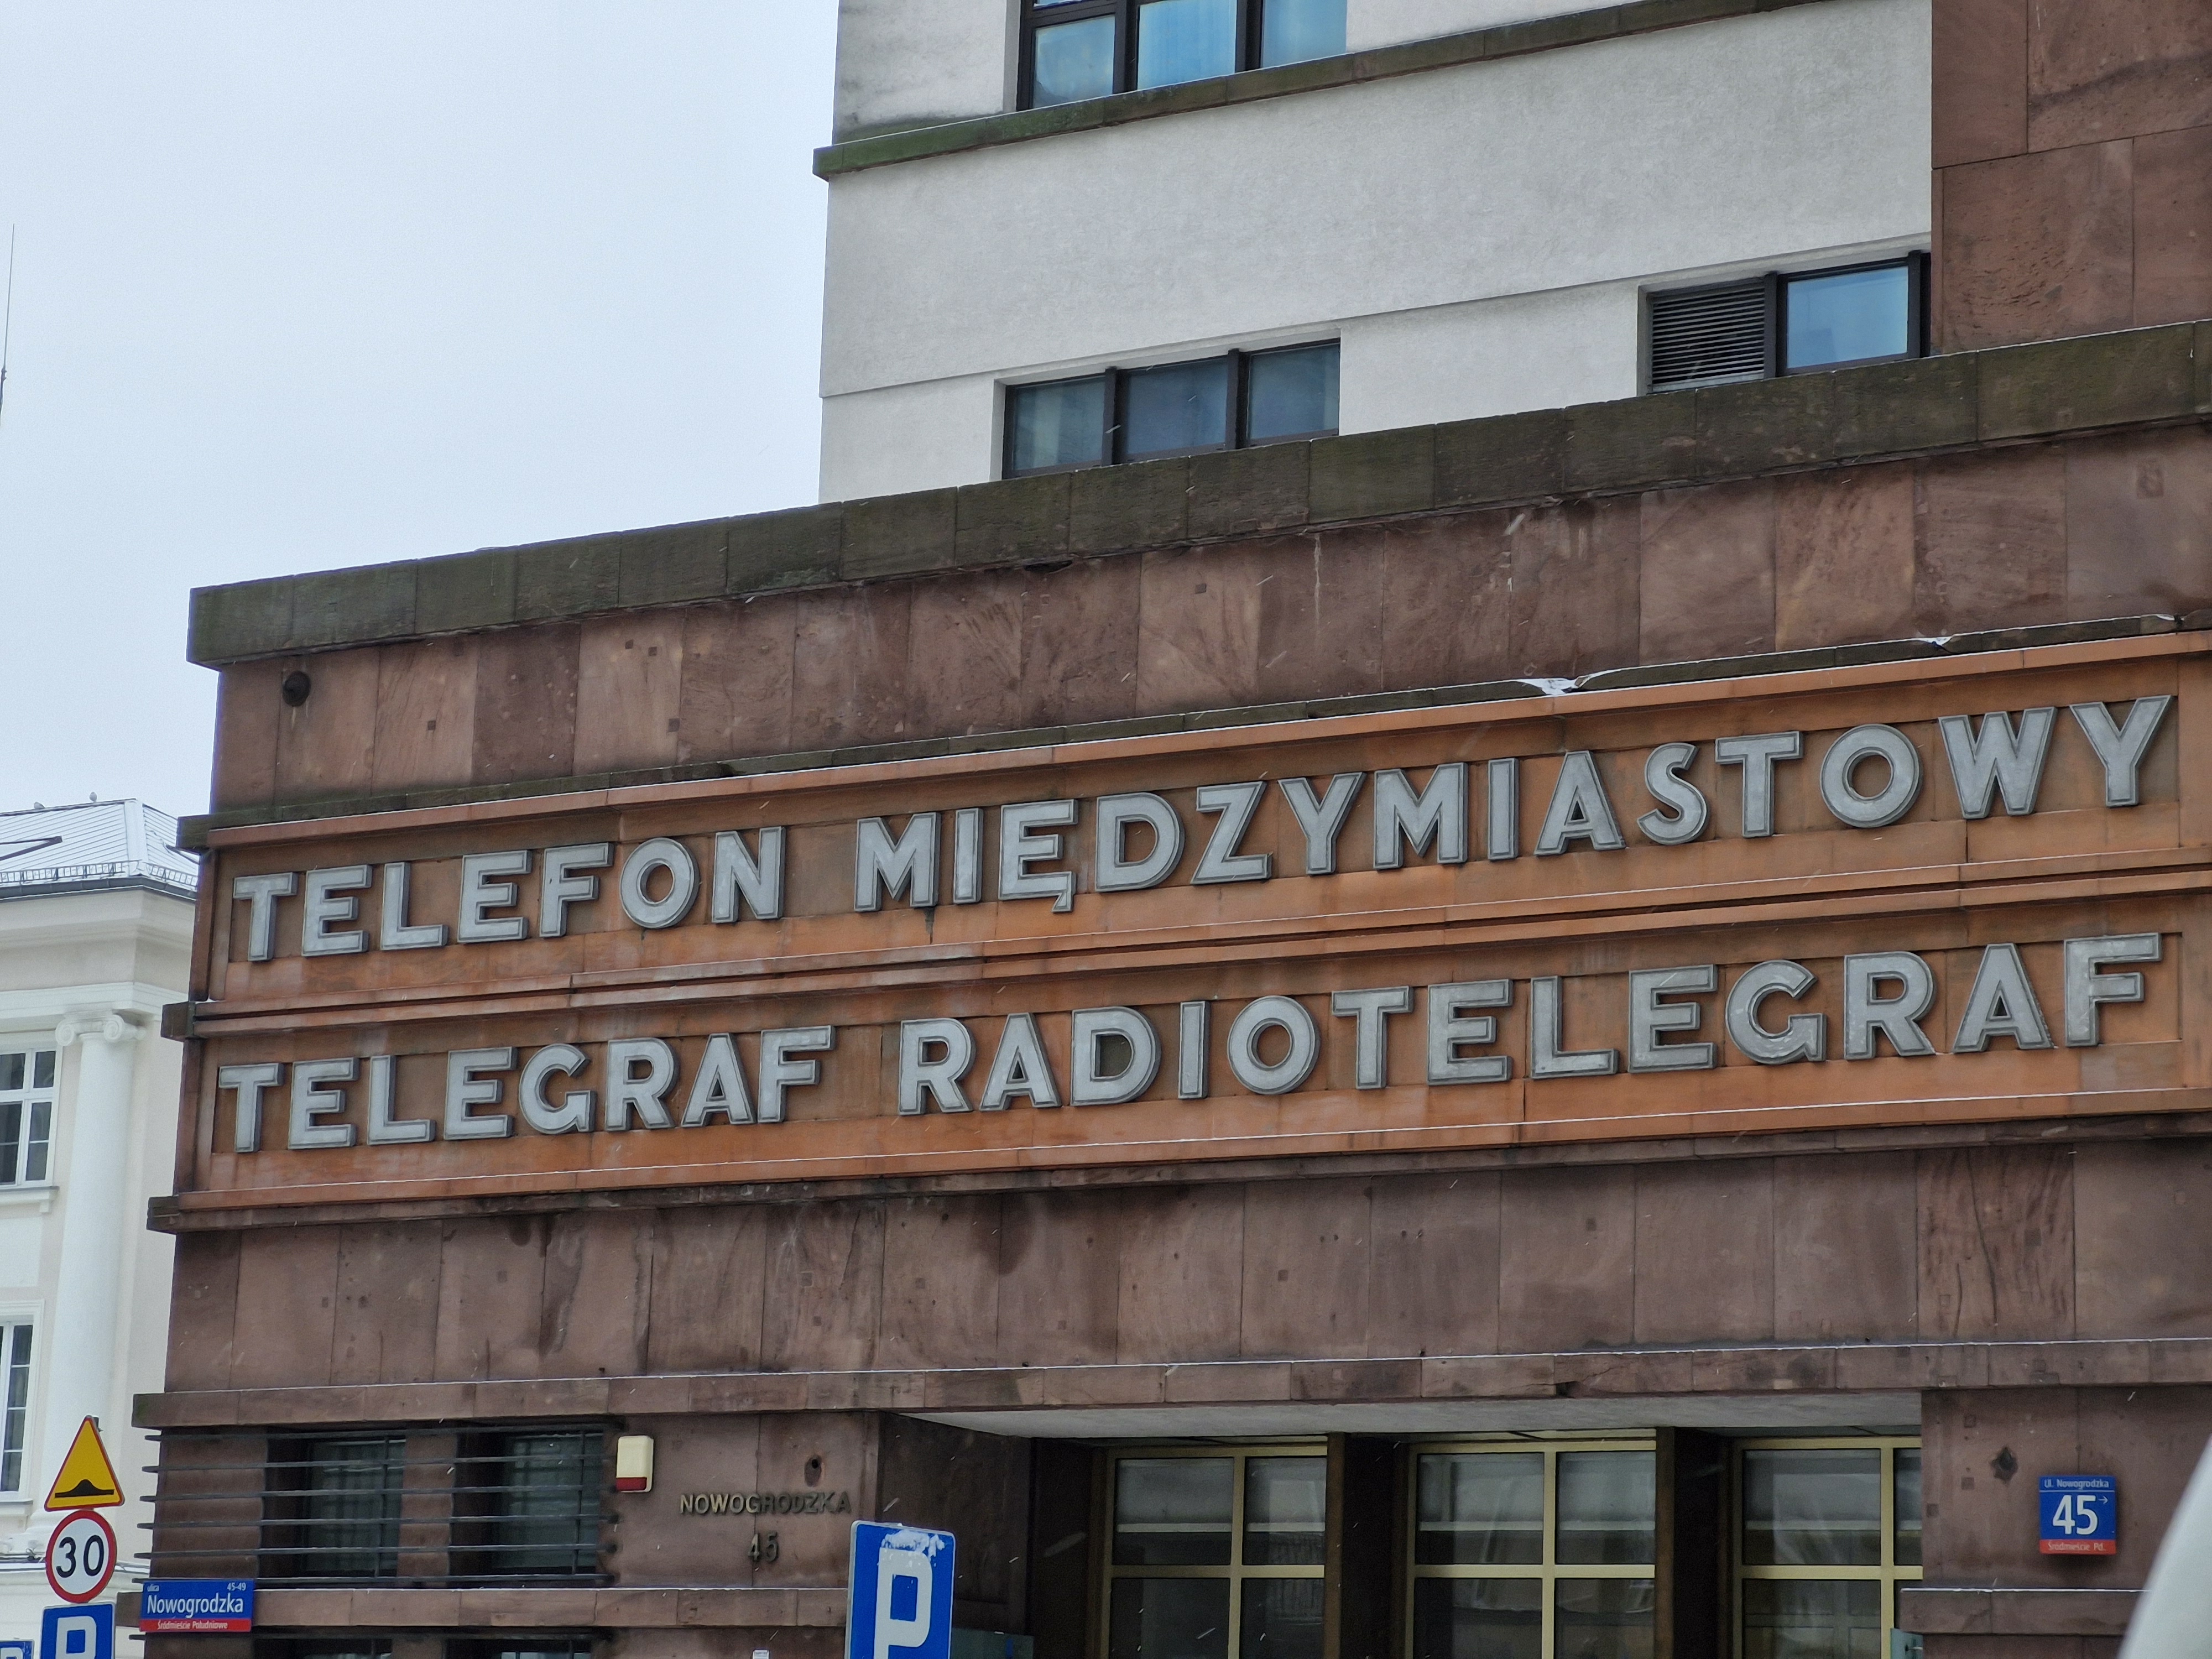 TELEFON MIĘDZYMIASTOWY
TELEGRAF RADIOTELEGRAF
NOWOGRODZKA
45
Ul. Nowogrodzka
45
Śródmieście Pd.
30
ulica 45-49
Nowogrodzka
Śródmieście Południowe
P
P